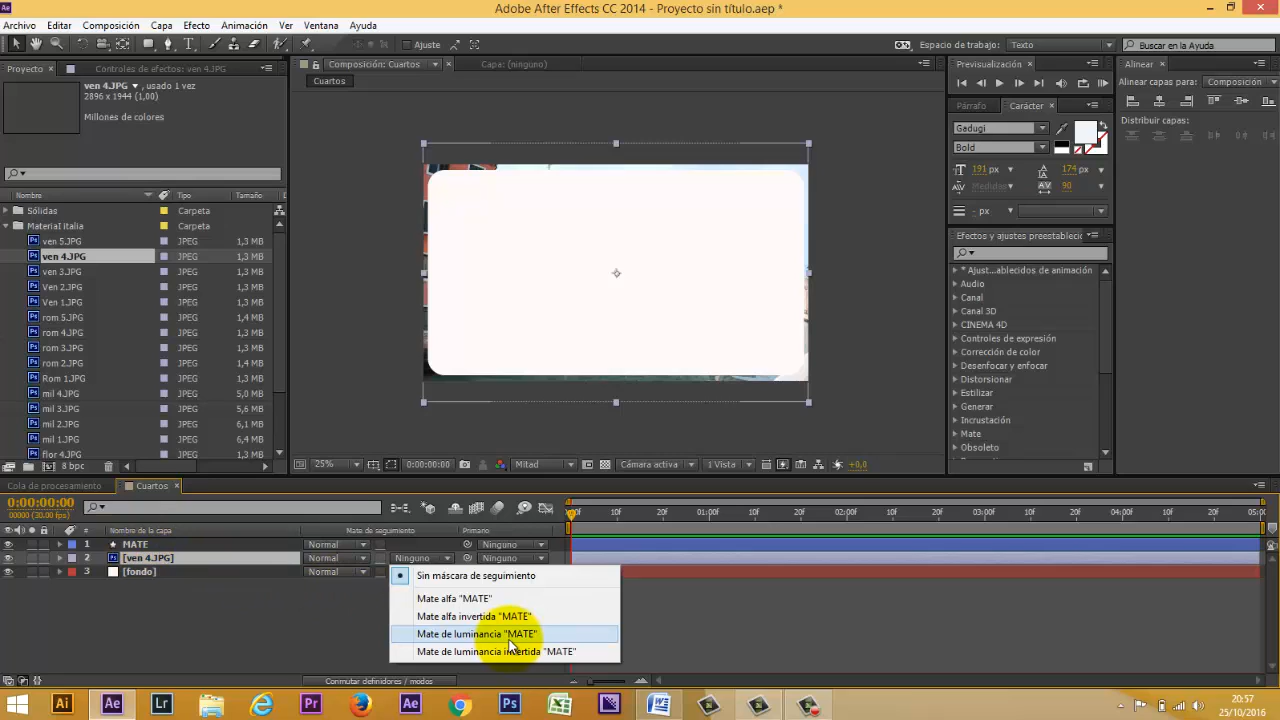 Adobe After Effects CC 2014 - Proyecto sin título.aep *
Archivo Editar Composición Capa Efecto Animación Ver Ventana Ayuda
Ajuste Espacio de trabajo: Texto Buscar en la Ayuda
Proyecto Controles de efectos: ven 4.JPG Composición: Cuartos Capa: (ninguno) Previsualización Alinear
Cuartos
ven 4.JPG , usado 1 vez
2896 x 1944 (1,00)
Millones de colores
Alinear capas para: Composición
Distribuir capas:
Párrafo Carácter
Gadugi
Bold
191 px 174 px
Medutas 90
- px
Nombre Tipo Tamaño
Sólidas Carpeta
Material italia Carpeta
ven 5.JPG JPEG 1,3 MB
ven 4.JPG JPEG 1,3 MB
ven 3.JPG JPEG 1,3 MB
Ven 2.JPG JPEG 1,3 MB
Ven 1.JPG JPEG 1,3 MB
rom 5.JPG JPEG 1,4 MB
rom 4.JPG JPEG 1,3 MB
rom 3.JPG JPEG 1,3 MB
rom 2.JPG JPEG 1,4 MB
Rom 1.JPG JPEG 1,3 MB
mil 4.JPG JPEG 5,0 MB
mil 3.JPG JPEG 5,6 MB
mil 2.JPG JPEG 6,1 MB
mil 1.JPG JPEG 6,4 MB
flor 4.JPG JPEG 5,8 MB
8 bpc
Efectos y ajustes preestableció
* Ajust...ablecidos de animación
Audio
Canal
Canal 3D
CINEMA 4D
Controles de expresión
Corrección de color
Desenfocar y enfocar
Distorsionar
Estilizar
Generar
Incrustación
Mate
Obsoleto
25% 0:00:00:00 Mitad Cámara activa 1 Vista +0,0
Cola de procesamiento Cuartos
0:00:00:00
00000 (30.00 fps)
10f 20f 01:00f 10f 20f 02:00f 10f 20f 03:00f 10f 20f 04:00f 10f 20f 05:00
# Nombre de la capa Mate de seguimiento Primario
1 MATE Normal Ninguno
2 [ven 4.JPG] Normal Ninguno Ninguno
3 [fondo] Normal
Sin máscara de seguimiento
Mate alfa "MATE"
Mate alfa invertida "MATE"
Mate de luminancia "MATE"
Mate de luminancia invertida "MATE"
Conmutar definidores / modos
20:57
25/10/2016